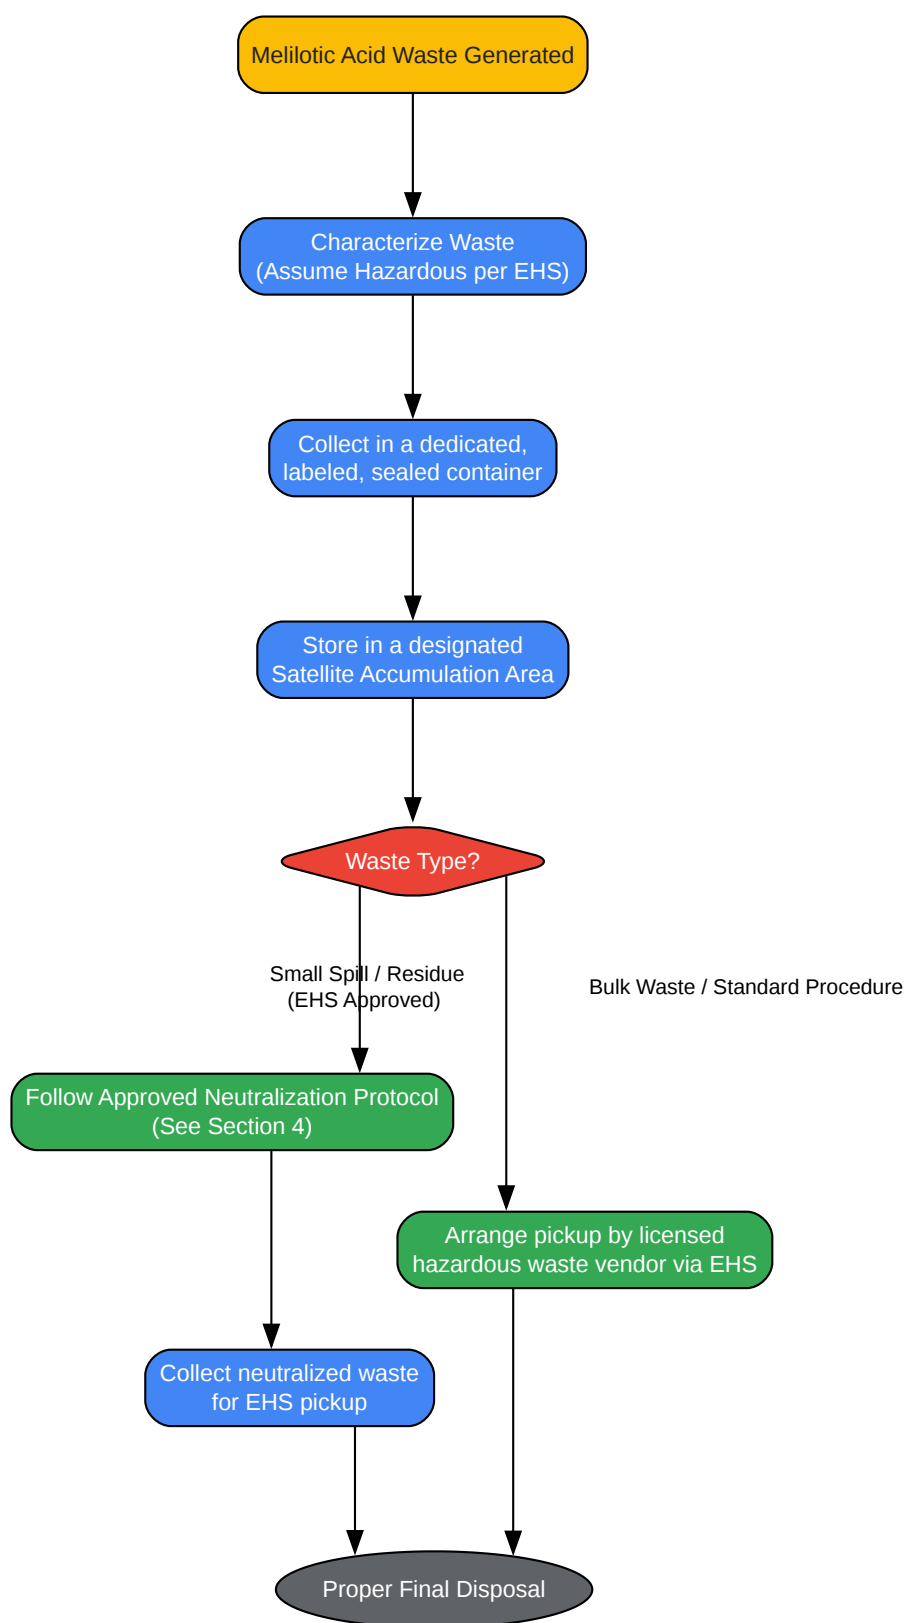 Melilotic Acid Waste Generated
Characterize Waste
(Assume Hazardous per EHS)
Collect in a dedicated,
labeled, sealed container
Store in a designated
Satellite Accumulation Area
Waste Type?
Small Spill / Residue
(EHS Approved)
Bulk Waste / Standard Procedure
Follow Approved Neutralization Protocol
(See Section 4)
Arrange pickup by licensed
hazardous waste vendor via EHS
Collect neutralized waste
for EHS pickup
Proper Final Disposal